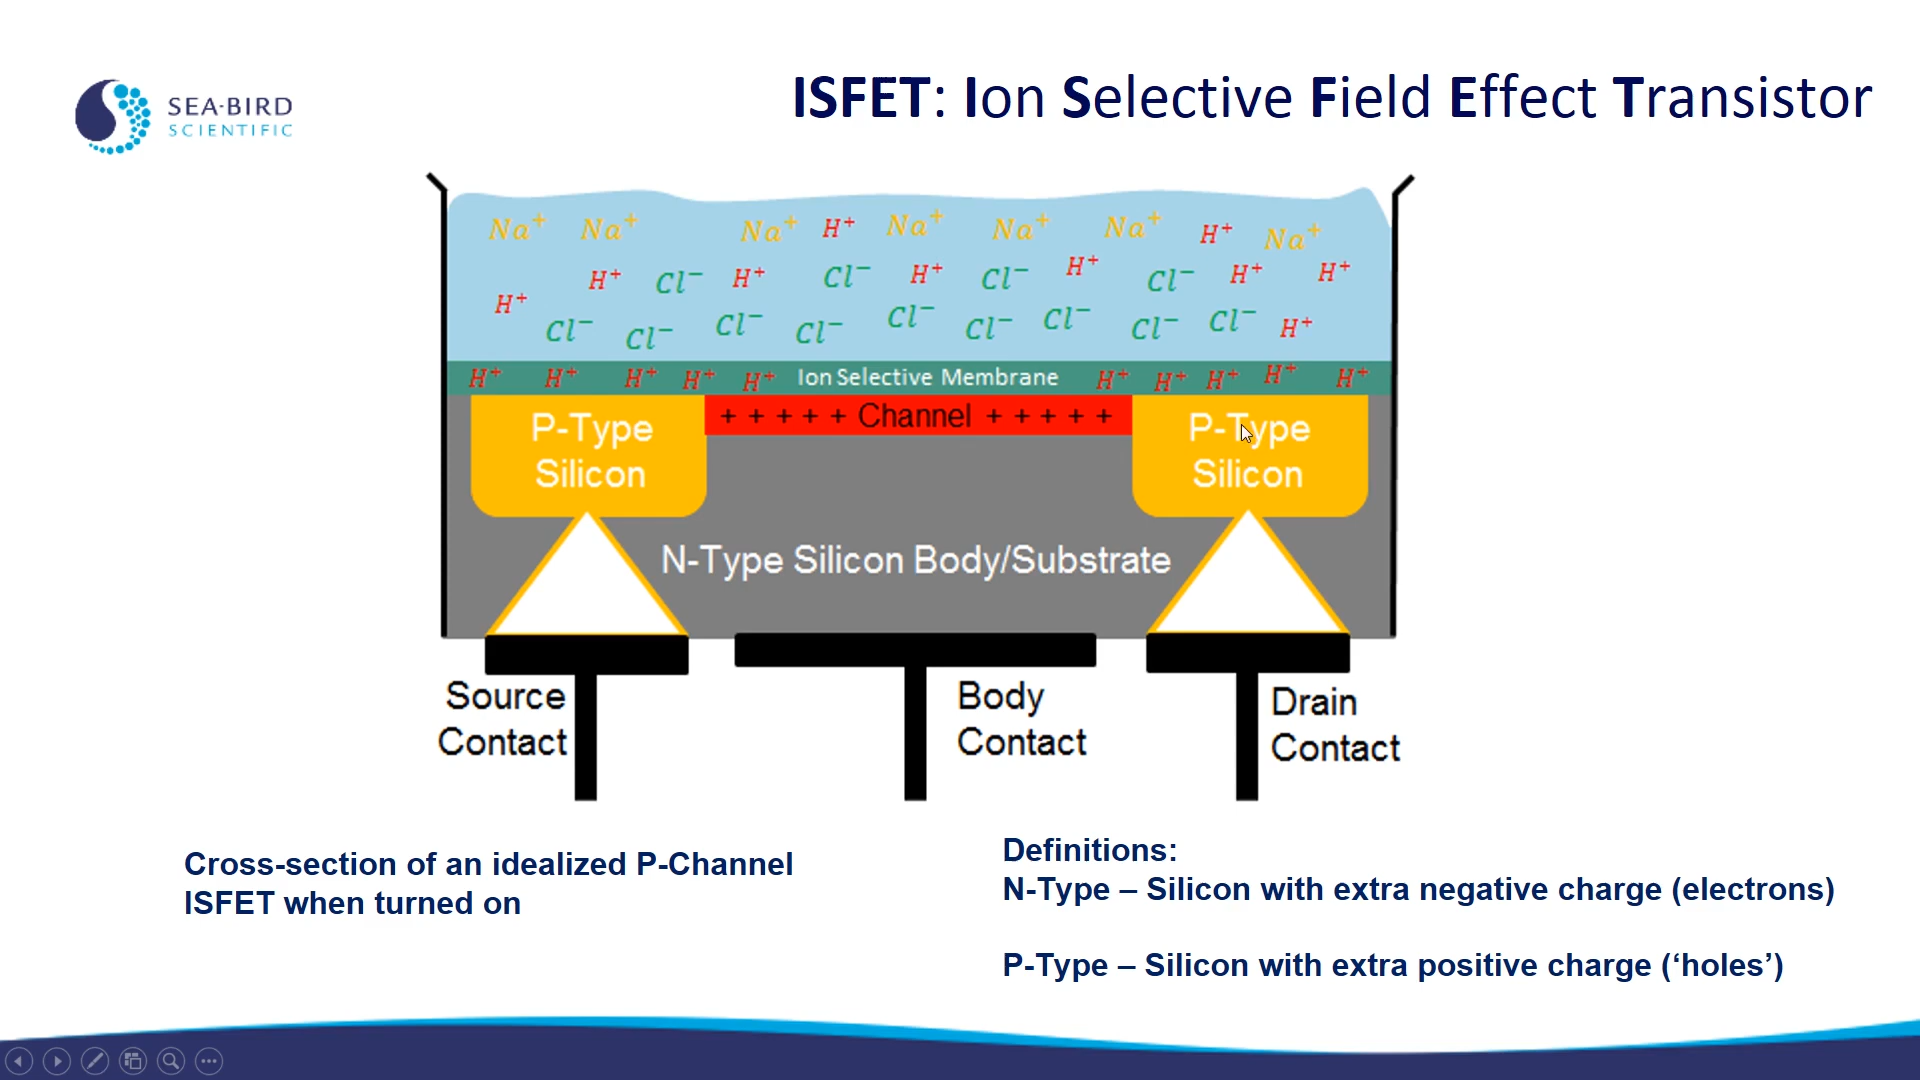 SEA·BIRD
SCIENTIFIC
ISFET: Ion Selective Field Effect Transistor
Na⁺ Na⁺ Na⁺ H⁺ Na⁺ Na⁺ Na⁺ H⁺ Na⁺
H⁺ H⁺ Cl⁻ H⁺ Cl⁻ H⁺ Cl⁻ H⁺ Cl⁻ H⁺ H⁺
Cl⁻ Cl⁻ Cl⁻ Cl⁻ Cl⁻ Cl⁻ Cl⁻ Cl⁻ Cl⁻ H⁺
H⁺ H⁺ H⁺ H⁺ H⁺ Ion Selective Membrane H⁺ H⁺ H⁺ H⁺ H⁺
+ + + + + Channel + + + + +
P-Type
Silicon
P-Type
Silicon
N-Type Silicon Body/Substrate
Source
Contact
Body
Contact
Drain
Contact
Cross-section of an idealized P-Channel
ISFET when turned on
Definitions:
N-Type – Silicon with extra negative charge (electrons)
P-Type – Silicon with extra positive charge (‘holes’)